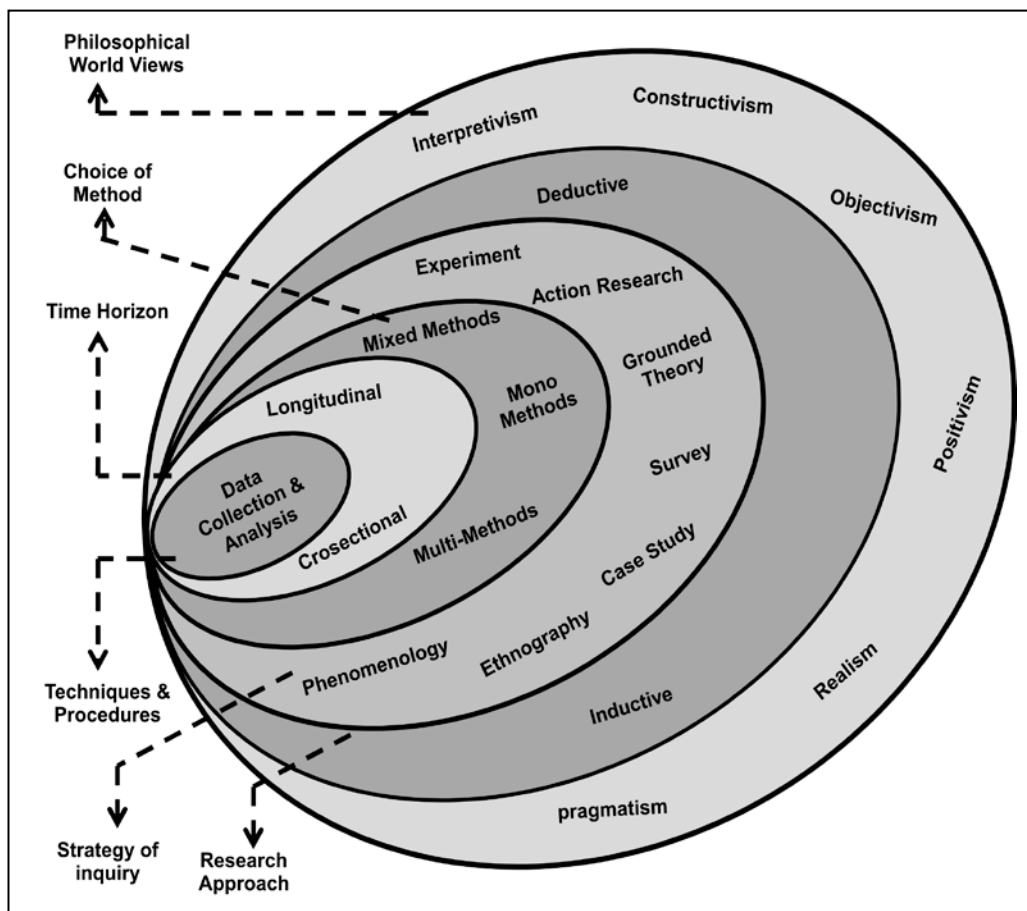 Philosophical
World Views
Choice of
Method
Time Horizon
Techniques &
Procedures
Strategy of
inquiry
Research
Approach
Interpretivism
Constructivism
Objectivism
Positivism
Realism
pragmatism
Deductive
Inductive
Experiment
Action Research
Grounded
Theory
Survey
Case Study
Ethnography
Phenomenology
Mixed Methods
Mono
Methods
Multi-Methods
Longitudinal
Crosectional
Data
Collection &
Analysis